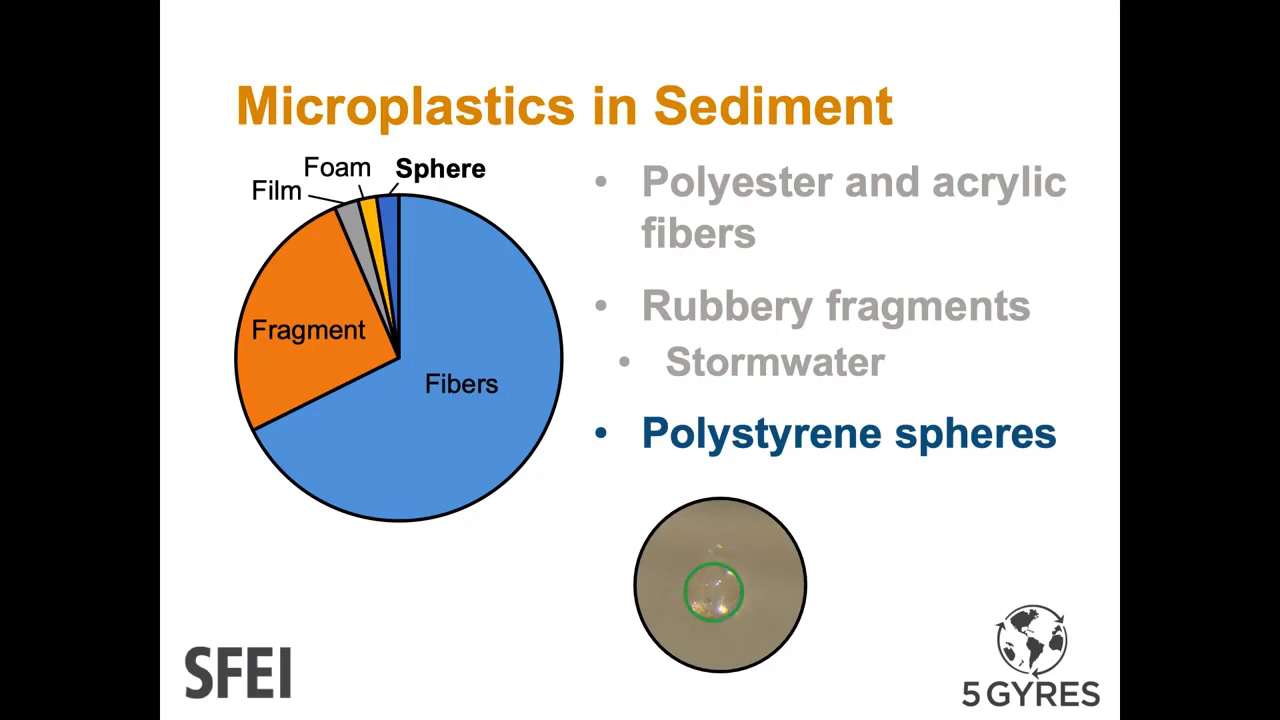 Microplastics in Sediment
Foam
Sphere
Film
Fragment
Fibers
• Polyester and acrylic
fibers
• Rubbery fragments
• Stormwater
• Polystyrene spheres
SFEI
5 GYRES